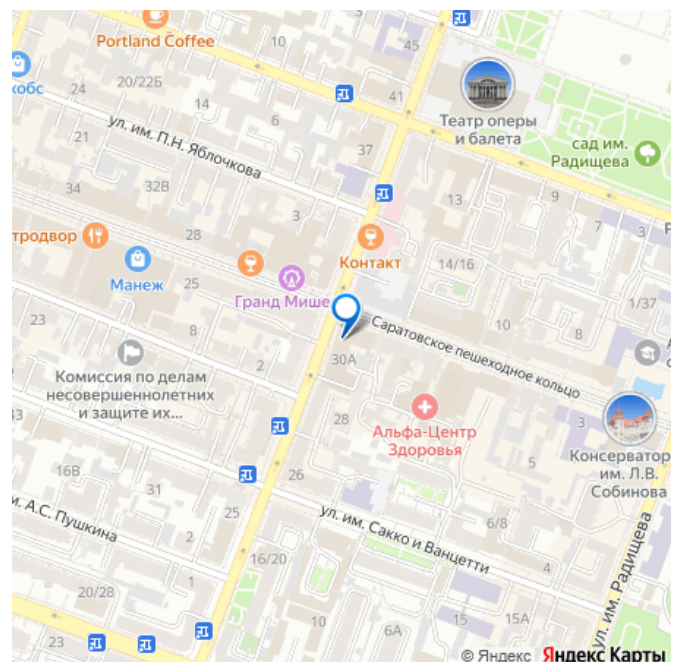 Portland Coffee
10
45
кобс
24
20/22Б
14
6
41
Театр оперы
и балета
21
ул. им. П.Н. Яблочкова
37
сад им.
Радищева
34
32В
3
13
9
7
3
тродвор
28
Контакт
Манеж
25
Гранд Мише
14/16
1/37
23
8
2
Саратовское пешеходное кольцо
10
8
30А
Комиссия по делам
несовершеннолетних
и защите их...
43
28
Альфа-Центр
Здоровья
3
Консерватор
им. Л.В.
Собинова
5
16В
31
26
25
и. А.С. Пушкина
2
ул. им. Сакко и Ванцетти
6/8
16/20
ул. им. Радищева
20/28
10
6А
15
15А
23
© Яндекс Яндекс Карты